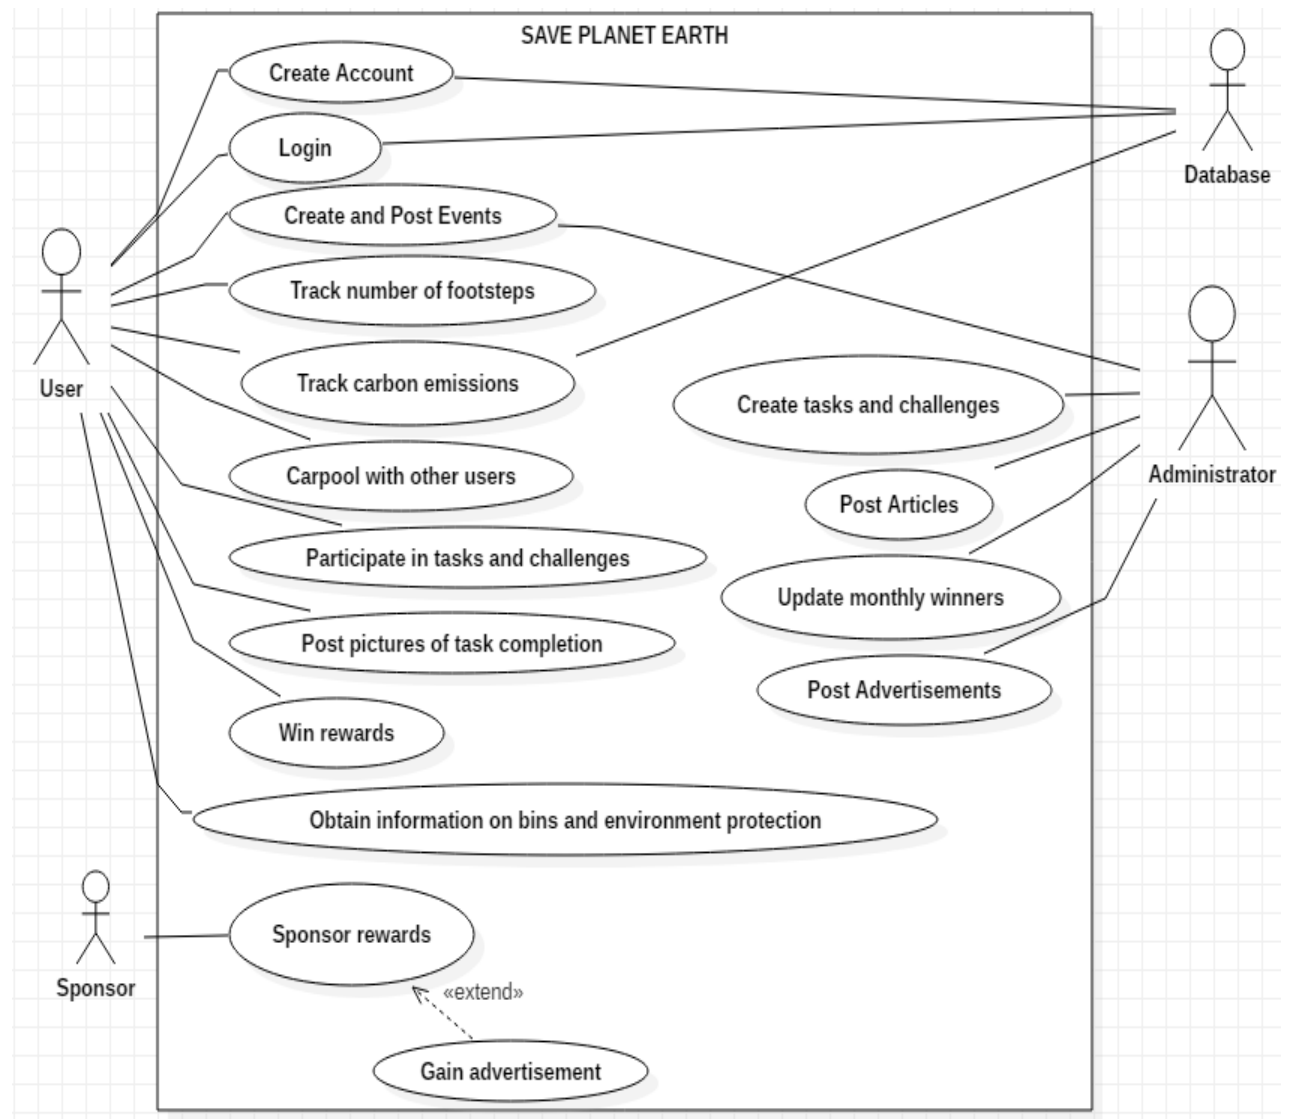 SAVE PLANET EARTH
Create Account
Login
Database
Create and Post Events
Track number of footsteps
User
Track carbon emissions
Create tasks and challenges
Administrator
Carpool with other users
Post Articles
Participate in tasks and challenges
Update monthly winners
Post pictures of task completion
Post Advertisements
Win rewards
Obtain information on bins and environment protection
Sponsor rewards
Sponsor
«extend»
Gain advertisement